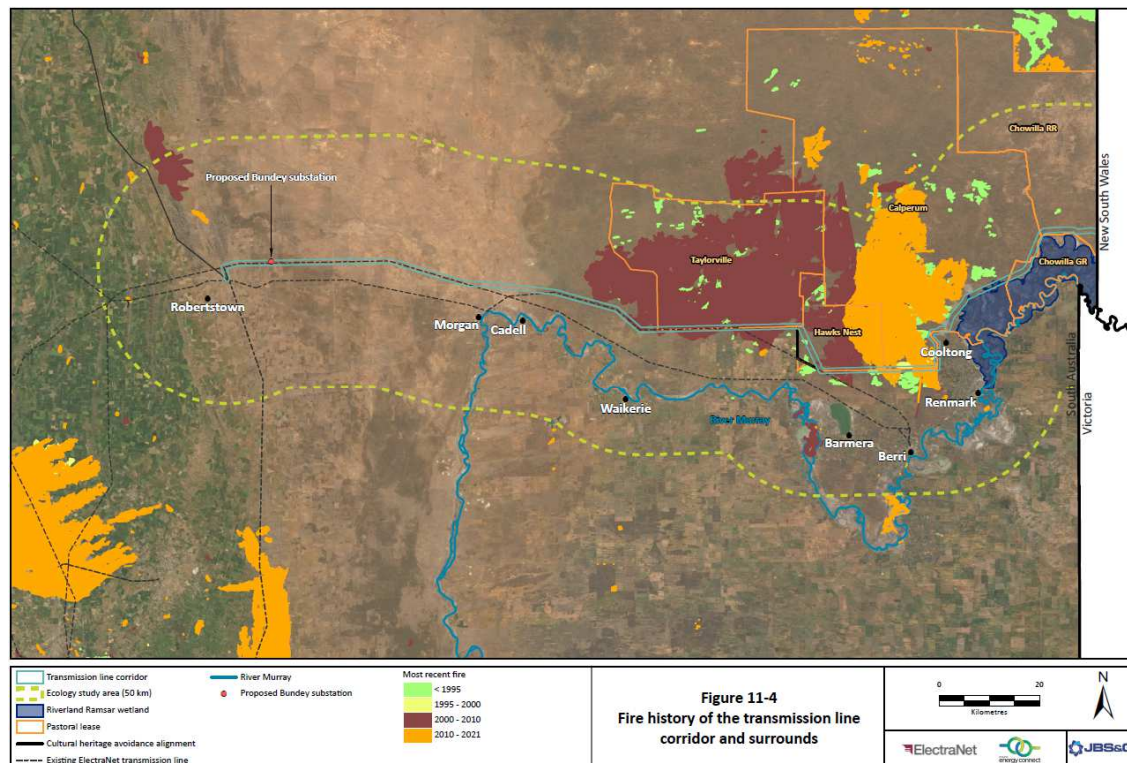 Chowilla RR
New South Wales
Proposed Bundey substation
Calperum
Taylorville
Chowilla GR
Robertstown
Morgan
Cadell
Hawks Nest
Cooltong
South Australia
Victoria
Waikerie
Renmark
River Murray
Barmera
Berri
Transmission line corridor
Ecology study area (50 km)
Riverland Ramsar wetland
Pastoral lease
Cultural heritage avoidance alignment
Existing ElectraNet transmission line
River Murray
Proposed Bundey substation
Most recent fire
< 1995
1995 - 2000
2000 - 2010
2010 - 2021
Figure 11-4
Fire history of the transmission line
corridor and surrounds
0 20
Kilometres
N
ElectraNet
energy connect
JBS&G